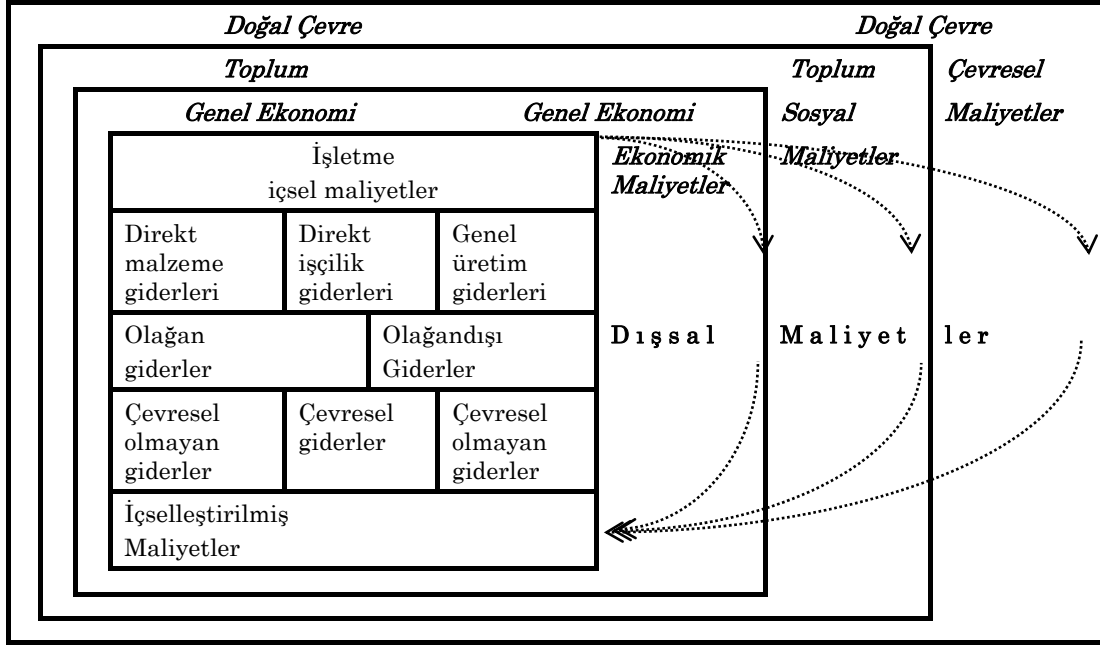 Doğal Çevre Doğal Çevre
Toplum Toplum Çevresel
Genel Ekonomi Genel Ekonomi Sosyal Maliyetler
İşletme Ekonomik Maliyetler
içsel maliyetler Maliyetler
Direkt Direkt Genel
malzeme işçilik üretim
giderleri giderleri giderleri
Olağan Olağandışı Dışsal Maliyet ler
giderler Giderler
Çevresel Çevresel Çevresel
olmayan giderler olmayan
giderler giderler
İçselleştirilmiş
Maliyetler